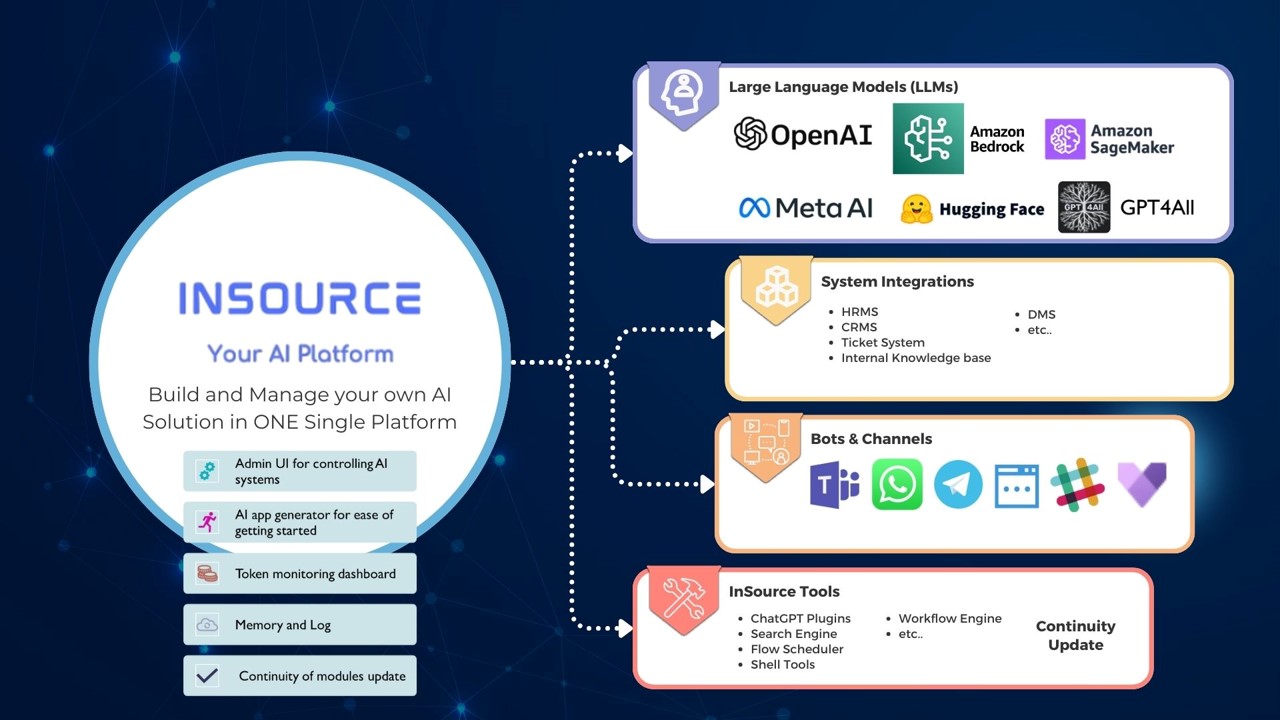 INSOURCE
Your AI Platform
Build and Manage your own AI
Solution in ONE Single Platform
Admin UI for controlling AI
systems
AI app generator for ease of
getting started
Token monitoring dashboard
Memory and Log
Continuity of modules update
Large Language Models (LLMs)
OpenAI
Amazon
Bedrock
Amazon
SageMaker
Meta AI
Hugging Face
GPT4All
GPT4All
System Integrations
• HRMS
• CRMS
• Ticket System
• Internal Knowledge base
• DMS
• etc..
Bots & Channels
T
InSource Tools
• ChatGPT Plugins
• Search Engine
• Flow Scheduler
• Shell Tools
• Workflow Engine
• etc..
Continuity
Update